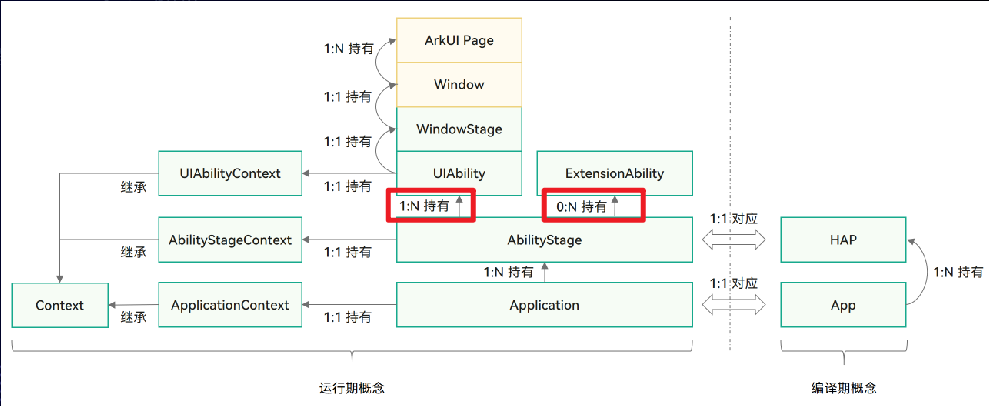 ArkUI Page
1:N 持有
Window
1:1 持有
WindowStage
1:1 持有
UIAbilityContext
UIAbility
ExtensionAbility
继承
1:1 持有
1:N 持有
0:N 持有
1:1 对应
AbilityStageContext
AbilityStage
HAP
继承
1:1 持有
1:N 持有
1:N 持有
1:1 对应
Context
ApplicationContext
Application
App
继承
1:1 持有
运行期概念
编译期概念